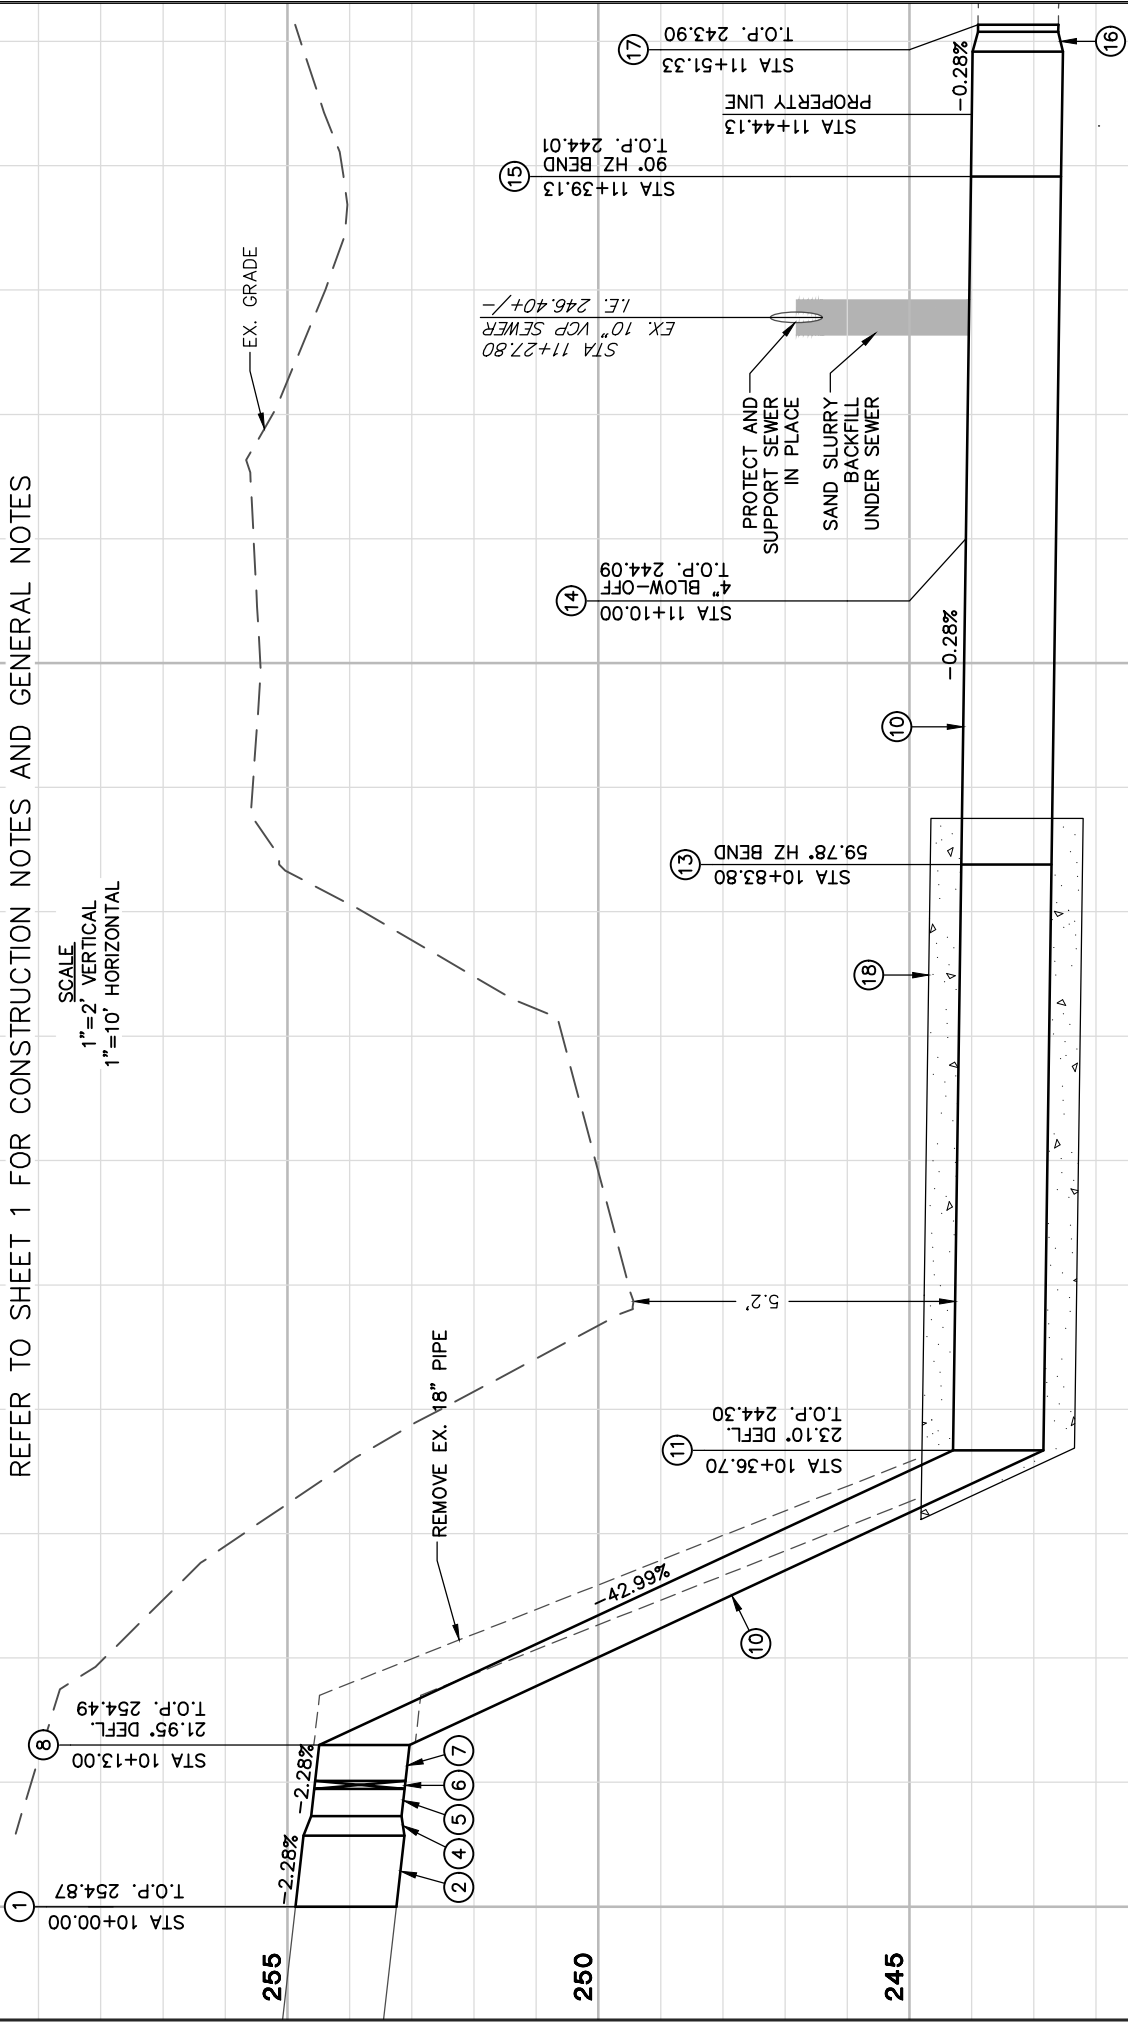 REFER TO SHEET 1 FOR CONSTRUCTION NOTES AND GENERAL NOTES
SCALE
1"=2' VERTICAL
1"=10' HORIZONTAL
1
STA 10+00.00
T.O.P. 254.87
8
STA 10+13.00
21.95° DEFL.
T.O.P. 254.49
-2.28%
-2.28%
2
4
5
6
7
REMOVE EX. 18" PIPE
-42.99%
10
11
STA 10+36.70
23.10° DEFL.
T.O.P. 244.30
5.2'
18
13
STA 10+83.80
59.78° HZ BEND
10
-0.28%
14
STA 11+10.00
4" BLOW-OFF
T.O.P. 244.09
EX. GRADE
PROTECT AND
SUPPORT SEWER
IN PLACE
SAND SLURRY
BACKFILL
UNDER SEWER
STA 11+27.80
EX. 10" VCP SEWER
I.E. 246.40+/-
15
STA 11+39.13
90° HZ BEND
T.O.P. 244.01
STA 11+44.13
PROPERTY LINE
-0.28%
17
STA 11+51.33
T.O.P. 243.90
16
255
250
245